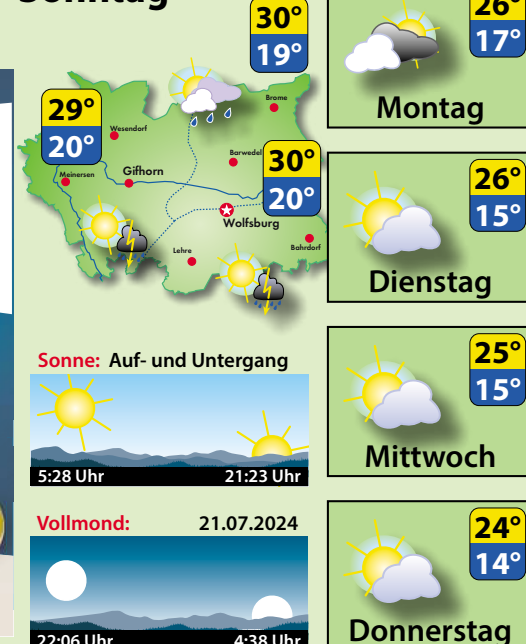 Sonntag
30°
19°
29°
20°
30°
20°
Brome
Wesendorf
Barwedel
Meinersen
Gifhorn
Wolfsburg
Lehre
Bahrdorf
Sonne: Auf- und Untergang
5:28 Uhr 21:23 Uhr
Vollmond: 21.07.2024
22:06 Uhr 4:38 Uhr
26°
17°
Montag
26°
15°
Dienstag
25°
15°
Mittwoch
24°
14°
Donnerstag